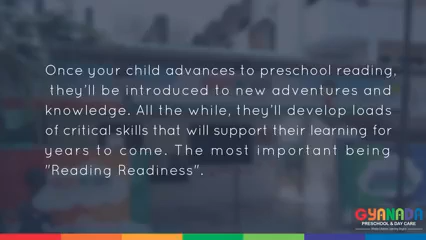 Once your child advances to preschool reading,
they'll be introduced to new adventures and
knowledge. All the while, they'll develop loads
of critical skills that will support their learning for
years to come. The most important being
"Reading Readiness".
GYANADA
PRESCHOOL & DAY CARE